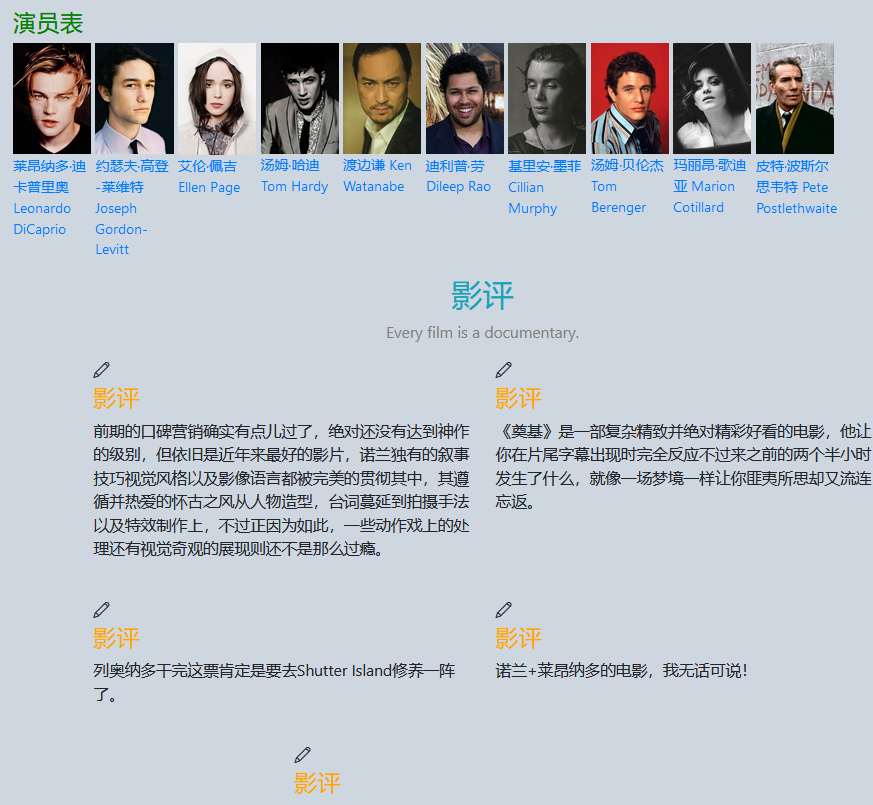 演员表
莱昂纳多·迪
卡普里奥
Leonardo
DiCaprio
约瑟夫·高登
-莱维特
Joseph
Gordon-
Levitt
艾伦·佩吉
Ellen Page
汤姆·哈迪
Tom Hardy
渡边谦 Ken
Watanabe
迪利普·劳
Dileep Rao
基里安·墨菲
Cillian
Murphy
汤姆·贝伦杰
Tom
Berenger
玛丽昂·歌迪
亚 Marion
Cotillard
皮特·波斯尔
思韦特 Pete
Postlethwaite
影评
Every film is a documentary.
影评
前期的口碑营销确实有点儿过了，绝对还没有达到神作
的级别，但依旧是近年来最好的影片，诺兰独有的叙事
技巧视觉风格以及影像语言都被完美的贯彻其中，其遵
循并热爱的怀古之风从人物造型，台词蔓延到拍摄手法
以及特效制作上，不过正因为如此，一些动作戏上的处
理还有视觉奇观的展现则还不是那么过瘾。
影评
《奠基》是一部复杂精致并绝对精彩好看的电影，他让
你在片尾字幕出现时完全反应不过来之前的两个半小时
发生了什么，就像一场梦境一样让你匪夷所思却又流连
忘返。
影评
列奥纳多干完这票肯定是要去Shutter Island修养一阵
了。
影评
诺兰+莱昂纳多的电影，我无话可说！
影评